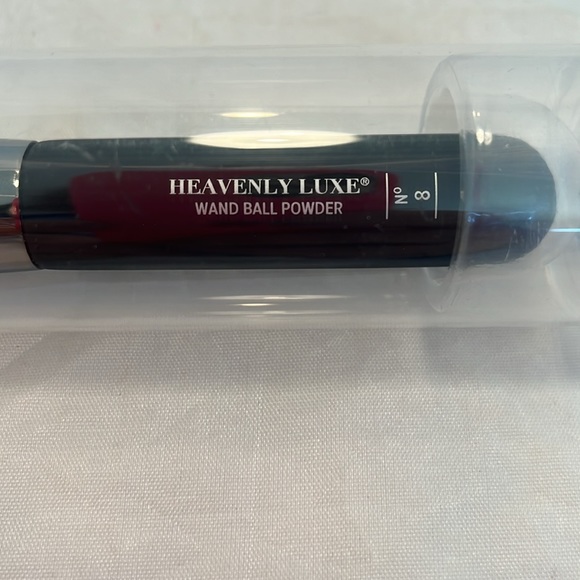 HEAVENLY LUXE®
WAND BALL POWDER
Nº 8